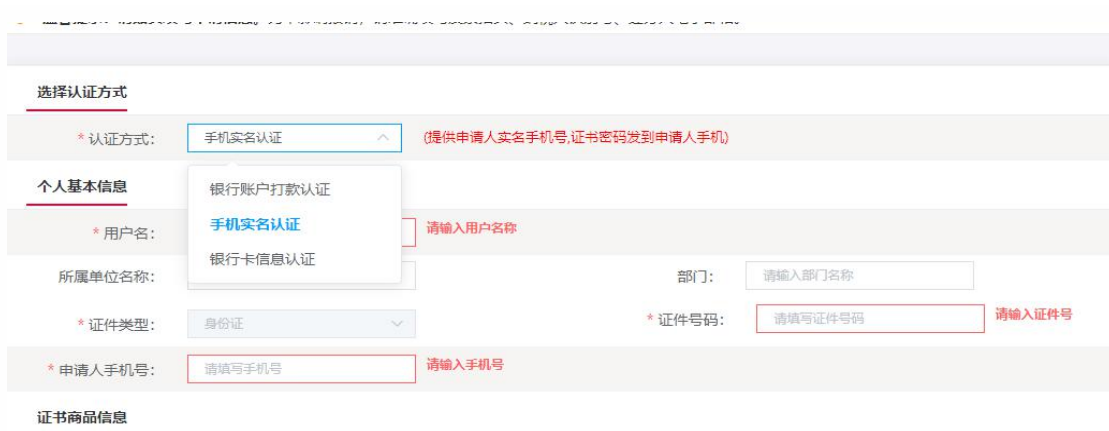 选择认证方式
* 认证方式： 手机实名认证 (提供申请人实名手机号,证书密码发到申请人手机)
银行账户打款认证
个人基本信息
手机实名认证
* 用户名： 请输入用户名称
银行卡信息认证
所属单位名称： 部门： 请输入部门名称
* 证件类型： 身份证 * 证件号码： 请填写证件号码 请输入证件号
* 申请人手机号： 请填写手机号 请输入手机号
证书商品信息